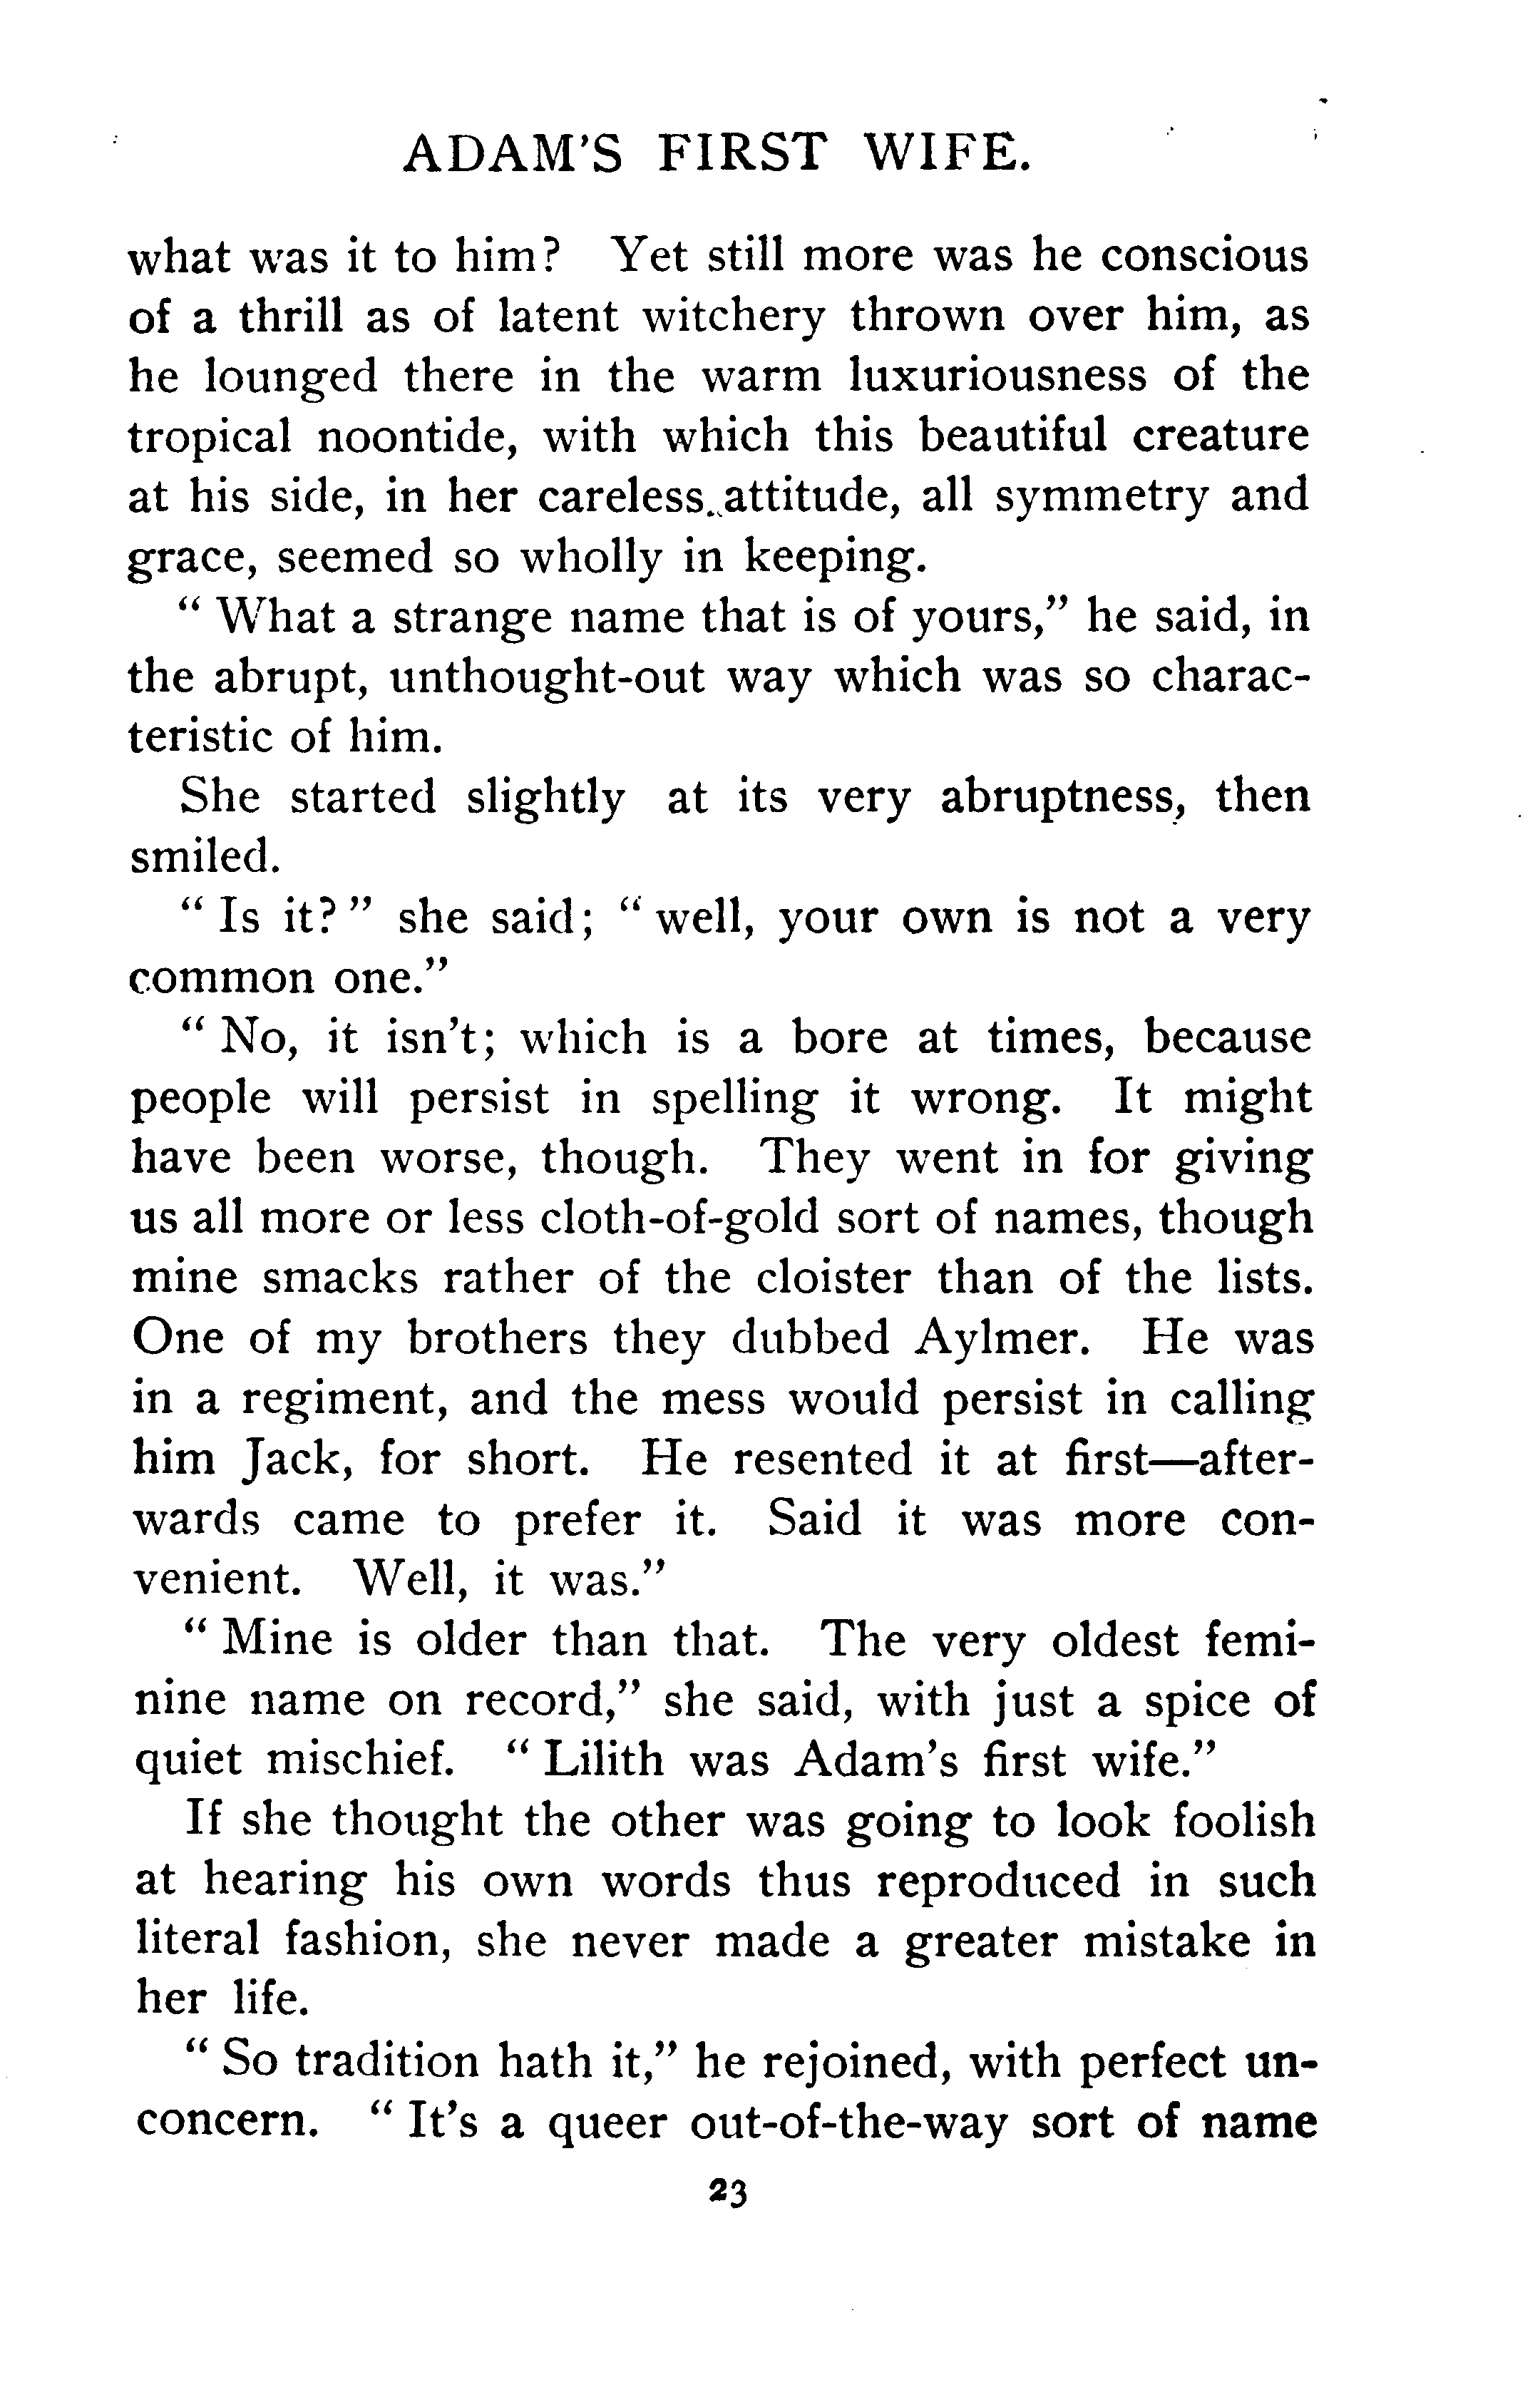 ADAM'S FIRST WIFE.
what was it to him? Yet still more was he conscious
of a thrill as of latent witchery thrown over him, as
he lounged there in the warm luxuriousness of the
tropical noontide, with which this beautiful creature
at his side, in her careless attitude, all symmetry and
grace, seemed so wholly in keeping.
“ What a strange name that is of yours,” he said, in
the abrupt, unthought-out way which was so charac-
teristic of him.
She started slightly at its very abruptness, then
smiled.
“ Is it? ” she said; “ well, your own is not a very
common one.”
“ No, it isn't; which is a bore at times, because
people will persist in spelling it wrong. It might
have been worse, though. They went in for giving
us all more or less cloth-of-gold sort of names, though
mine smacks rather of the cloister than of the lists.
One of my brothers they dubbed Aylmer. He was
in a regiment, and the mess would persist in calling
him Jack, for short. He resented it at first—after-
wards came to prefer it. Said it was more con-
venient. Well, it was.”
“ Mine is older than that. The very oldest femi-
nine name on record,” she said, with just a spice of
quiet mischief. “ Lilith was Adam's first wife.”
If she thought the other was going to look foolish
at hearing his own words thus reproduced in such
literal fashion, she never made a greater mistake in
her life.
“ So tradition hath it,” he rejoined, with perfect un-
concern. “ It's a queer out-of-the-way sort of name
23